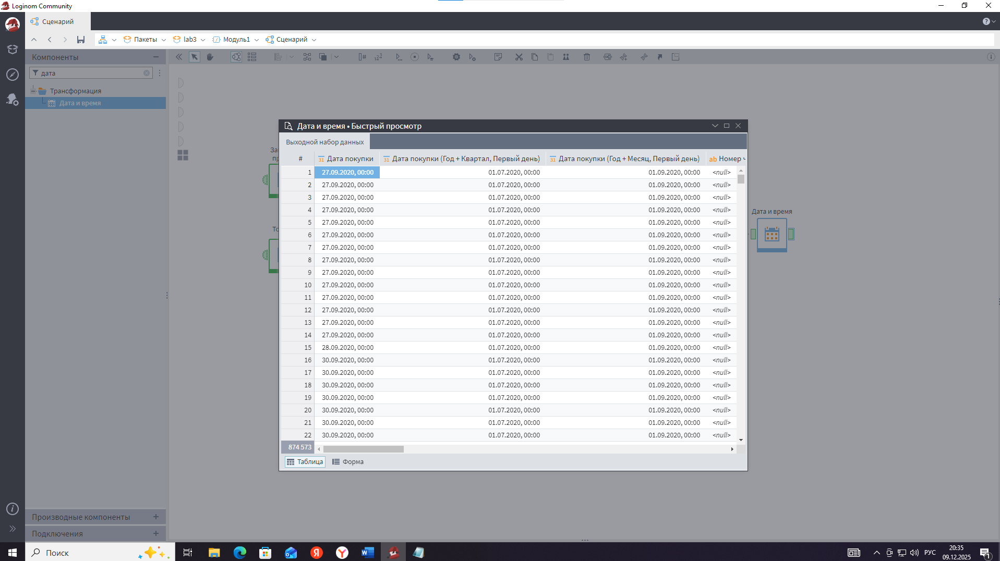 Loginom Community
Сценарий
Пакеты lab3 Модуль1 Сценарий
Компоненты
дата
Трансформация
Дата и время
За
пр
То
Дата и время • Быстрый просмотр
Выходной набор данных
# 31 Дата покупки 31 Дата покупки (Год + Квартал, Первый день) 31 Дата покупки (Год + Месяц, Первый день) ab Номер ч
1 27.09.2020, 00:00 01.07.2020, 00:00 01.09.2020, 00:00 <null>
2 27.09.2020, 00:00 01.07.2020, 00:00 01.09.2020, 00:00 <null>
3 27.09.2020, 00:00 01.07.2020, 00:00 01.09.2020, 00:00 <null>
4 27.09.2020, 00:00 01.07.2020, 00:00 01.09.2020, 00:00 <null>
5 27.09.2020, 00:00 01.07.2020, 00:00 01.09.2020, 00:00 <null>
6 27.09.2020, 00:00 01.07.2020, 00:00 01.09.2020, 00:00 <null>
7 27.09.2020, 00:00 01.07.2020, 00:00 01.09.2020, 00:00 <null>
8 27.09.2020, 00:00 01.07.2020, 00:00 01.09.2020, 00:00 <null>
9 27.09.2020, 00:00 01.07.2020, 00:00 01.09.2020, 00:00 <null>
10 27.09.2020, 00:00 01.07.2020, 00:00 01.09.2020, 00:00 <null>
11 27.09.2020, 00:00 01.07.2020, 00:00 01.09.2020, 00:00 <null>
12 27.09.2020, 00:00 01.07.2020, 00:00 01.09.2020, 00:00 <null>
13 27.09.2020, 00:00 01.07.2020, 00:00 01.09.2020, 00:00 <null>
14 27.09.2020, 00:00 01.07.2020, 00:00 01.09.2020, 00:00 <null>
15 28.09.2020, 00:00 01.07.2020, 00:00 01.09.2020, 00:00 <null>
16 30.09.2020, 00:00 01.07.2020, 00:00 01.09.2020, 00:00 <null>
17 30.09.2020, 00:00 01.07.2020, 00:00 01.09.2020, 00:00 <null>
18 30.09.2020, 00:00 01.07.2020, 00:00 01.09.2020, 00:00 <null>
19 30.09.2020, 00:00 01.07.2020, 00:00 01.09.2020, 00:00 <null>
20 30.09.2020, 00:00 01.07.2020, 00:00 01.09.2020, 00:00 <null>
21 30.09.2020, 00:00 01.07.2020, 00:00 01.09.2020, 00:00 <null>
22 30.09.2020, 00:00 01.07.2020, 00:00 01.09.2020, 00:00 <null>
874 573
Таблица Форма
Дата и время
Производные компоненты
Подключения
Поиск
РУС
20:35
09.12.2025
1